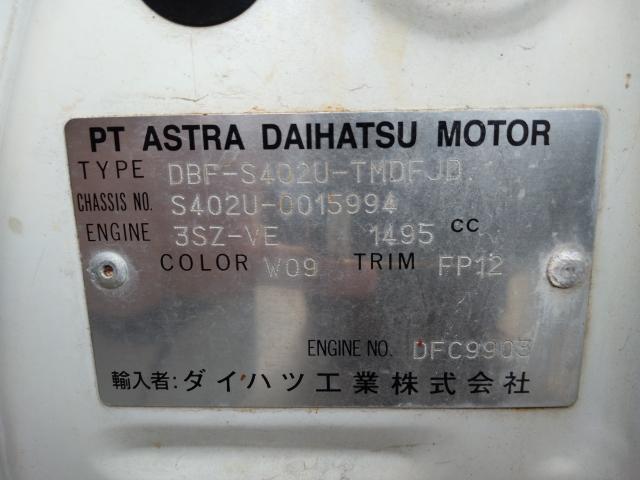 PT ASTRA DAIHATSU MOTOR
TYPE DBF-S402U-TMDFJD
CHASSIS NO. S402U-0015994
ENGINE 3SZ-VE 1495 cc
COLOR W09 TRIM FP12
ENGINE NO. DFC9903
輸入者:ダイハツ工業株式会社